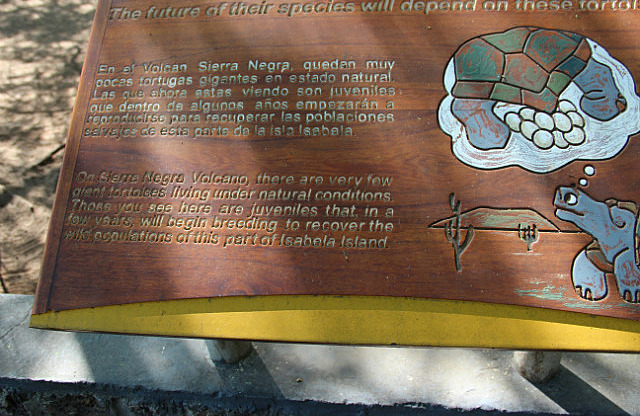 The future of their species will depend on these tortoi
En el Volcan Sierra Negra, quedan muy
pocas tortugas gigantes en estado natural.
Las que ahora estas viendo son juveniles
que dentro de algunos años empezarán a
reproducirse para recuperar las poblaciones
salvajes de esta parte de la Isla Isabela.
On Sierra Negra Volcano, there are very few
giant tortoises living under natural conditions.
Those you see here are juveniles that, in a
few years, will begin breeding to recover the
wild populations of this part of Isabela Island.